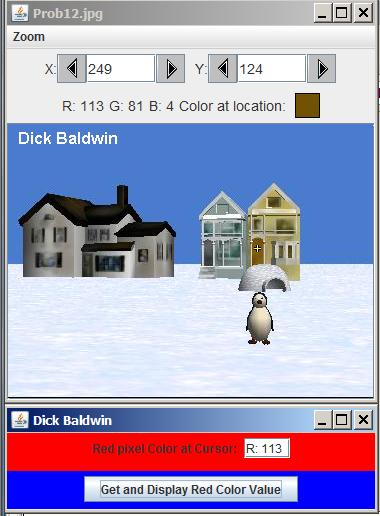 Prob12.jpg
Zoom
X: 249 Y: 124
R: 113 G: 81 B: 4 Color at location:
Dick Baldwin
Dick Baldwin
Red pixel Color at Cursor: R: 113
Get and Display Red Color Value